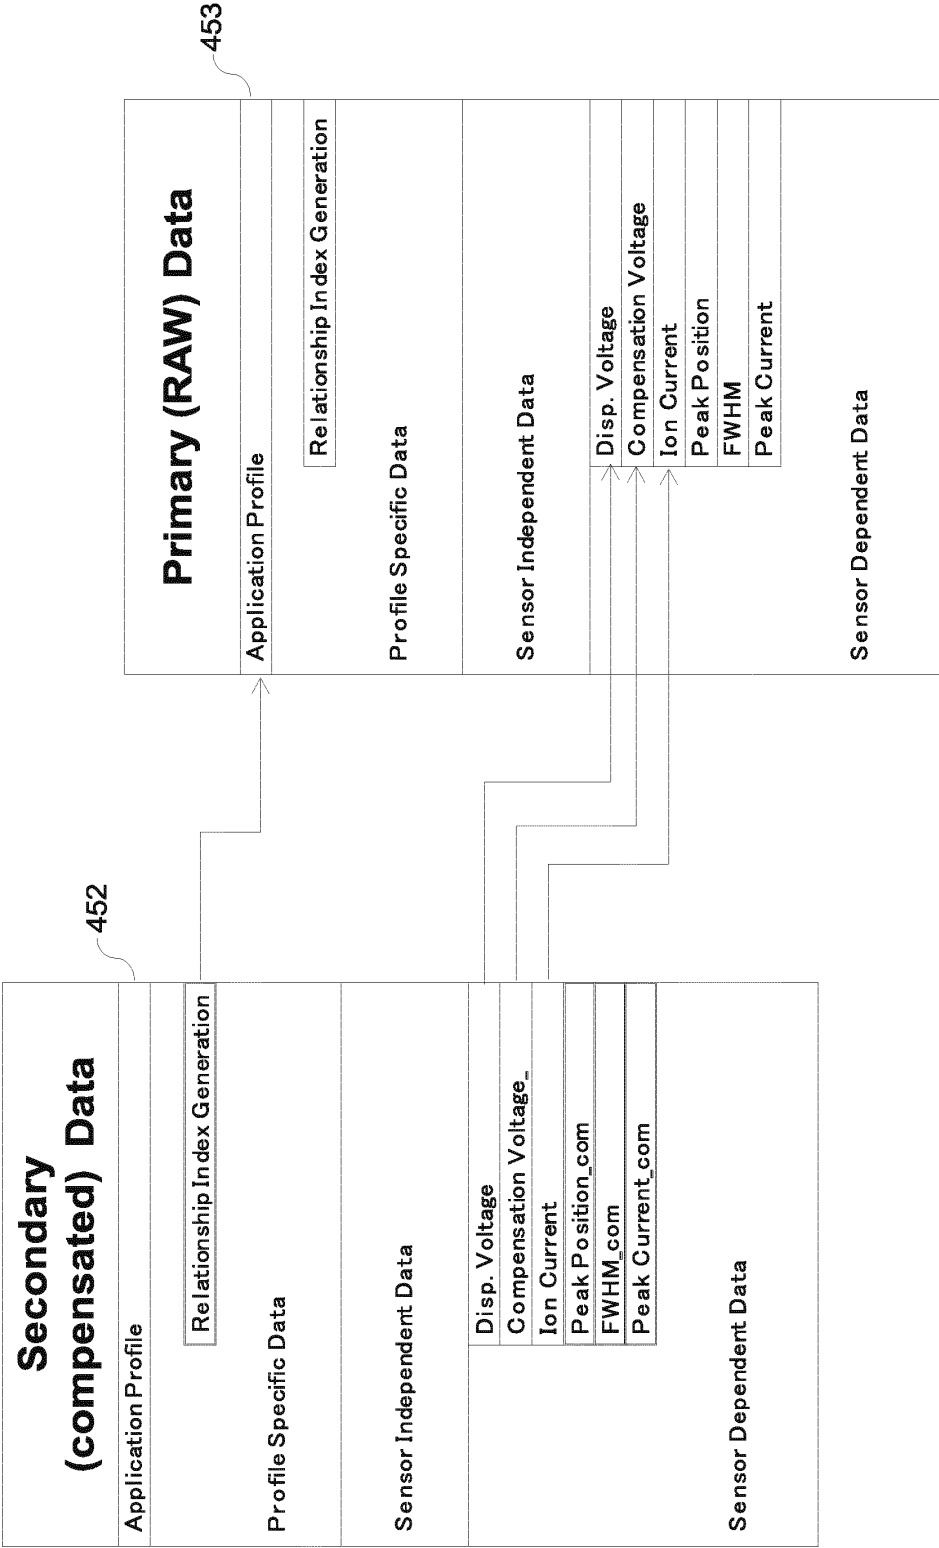 Secondary
(compensated) Data
452
Application Profile
Relationship Index Generation
Profile Specific Data
Sensor Independent Data
Disp. Voltage
Compensation Voltage_
Ion Current
Peak Position_com
FWHM_com
Peak Current_com
Sensor Dependent Data
Primary (RAW) Data
453
Application Profile
Relationship Index Generation
Profile Specific Data
Sensor Independent Data
Disp. Voltage
Compensation Voltage
Ion Current
Peak Position
FWHM
Peak Current
Sensor Dependent Data